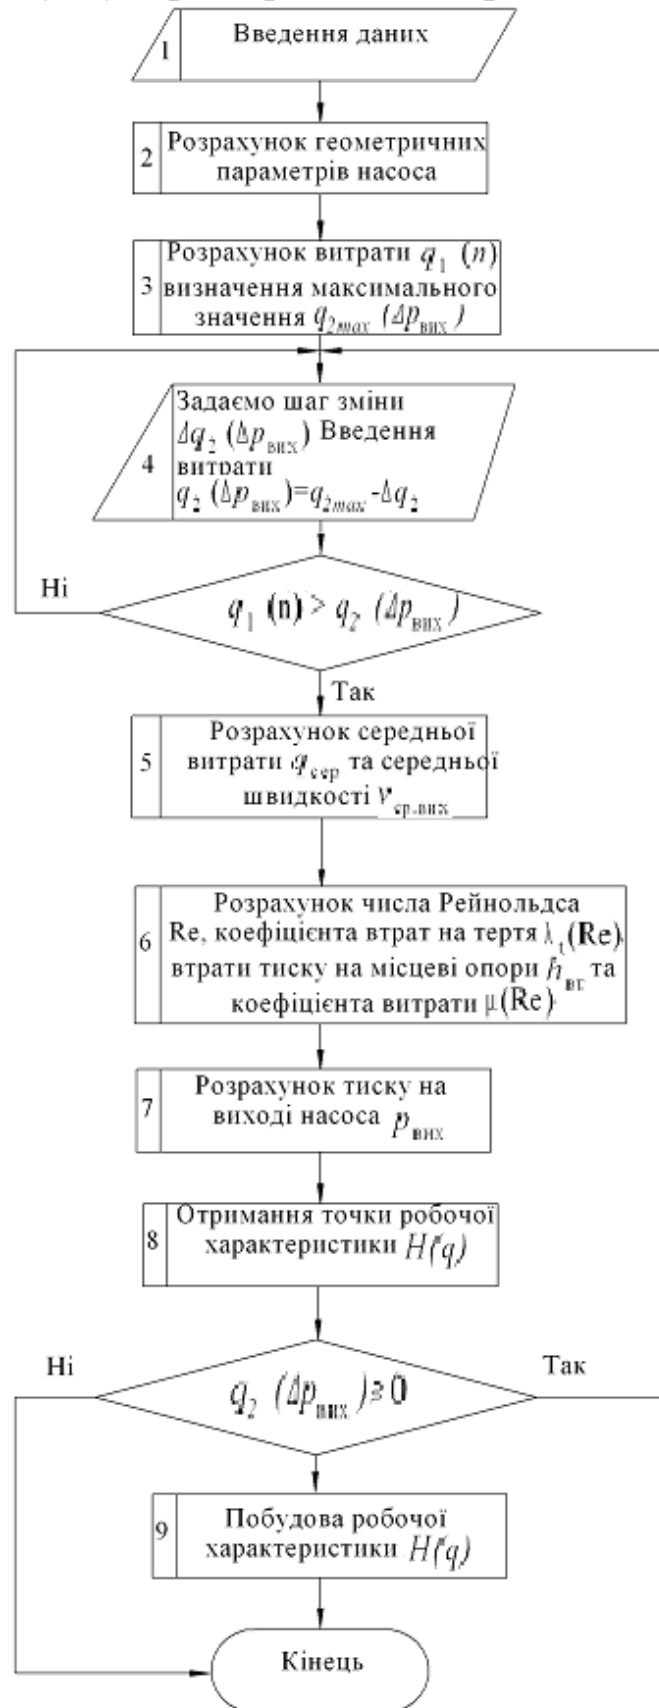 1
Введення даних
2
Розрахунок геометричних
параметрів насоса
3
Розрахунок витрати q₁ (n)
визначення максимального
значення q₂max (Δpвих)
4
Задаємо шаг зміни
Δq₂ (Δpвих) Введення
витрати
q₂ (Δpвих)=q₂max-Δq₂
Ні
q₁ (n) > q₂ (Δpвих)
Так
5
Розрахунок середньої
витрати qсер та середньої
швидкості vср.вих
6
Розрахунок числа Рейнольдса
Re, коефіцієнта втрат на тертя λt(Re),
втрати тиску на місцеві опори hвт та
коефіцієнта витрати μ(Re)
7
Розрахунок тиску на
виході насоса pвих
8
Отримання точки робочої
характеристики H(q)
Ні
Так
q₂ (Δpвих)≥0
9
Побудова робочої
характеристики H(q)
Кінець